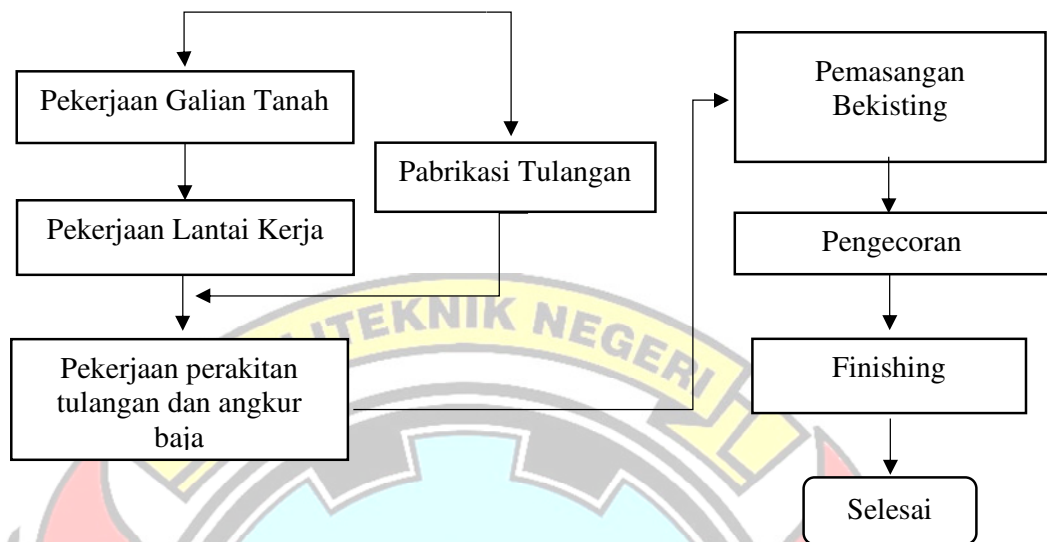 Pekerjaan Galian Tanah
Pabrikasi Tulangan
Pekerjaan Lantai Kerja
Pekerjaan perakitan
tulangan dan angkur
baja
Pemasangan
Bekisting
Pengecoran
Finishing
Selesai
NEGERI